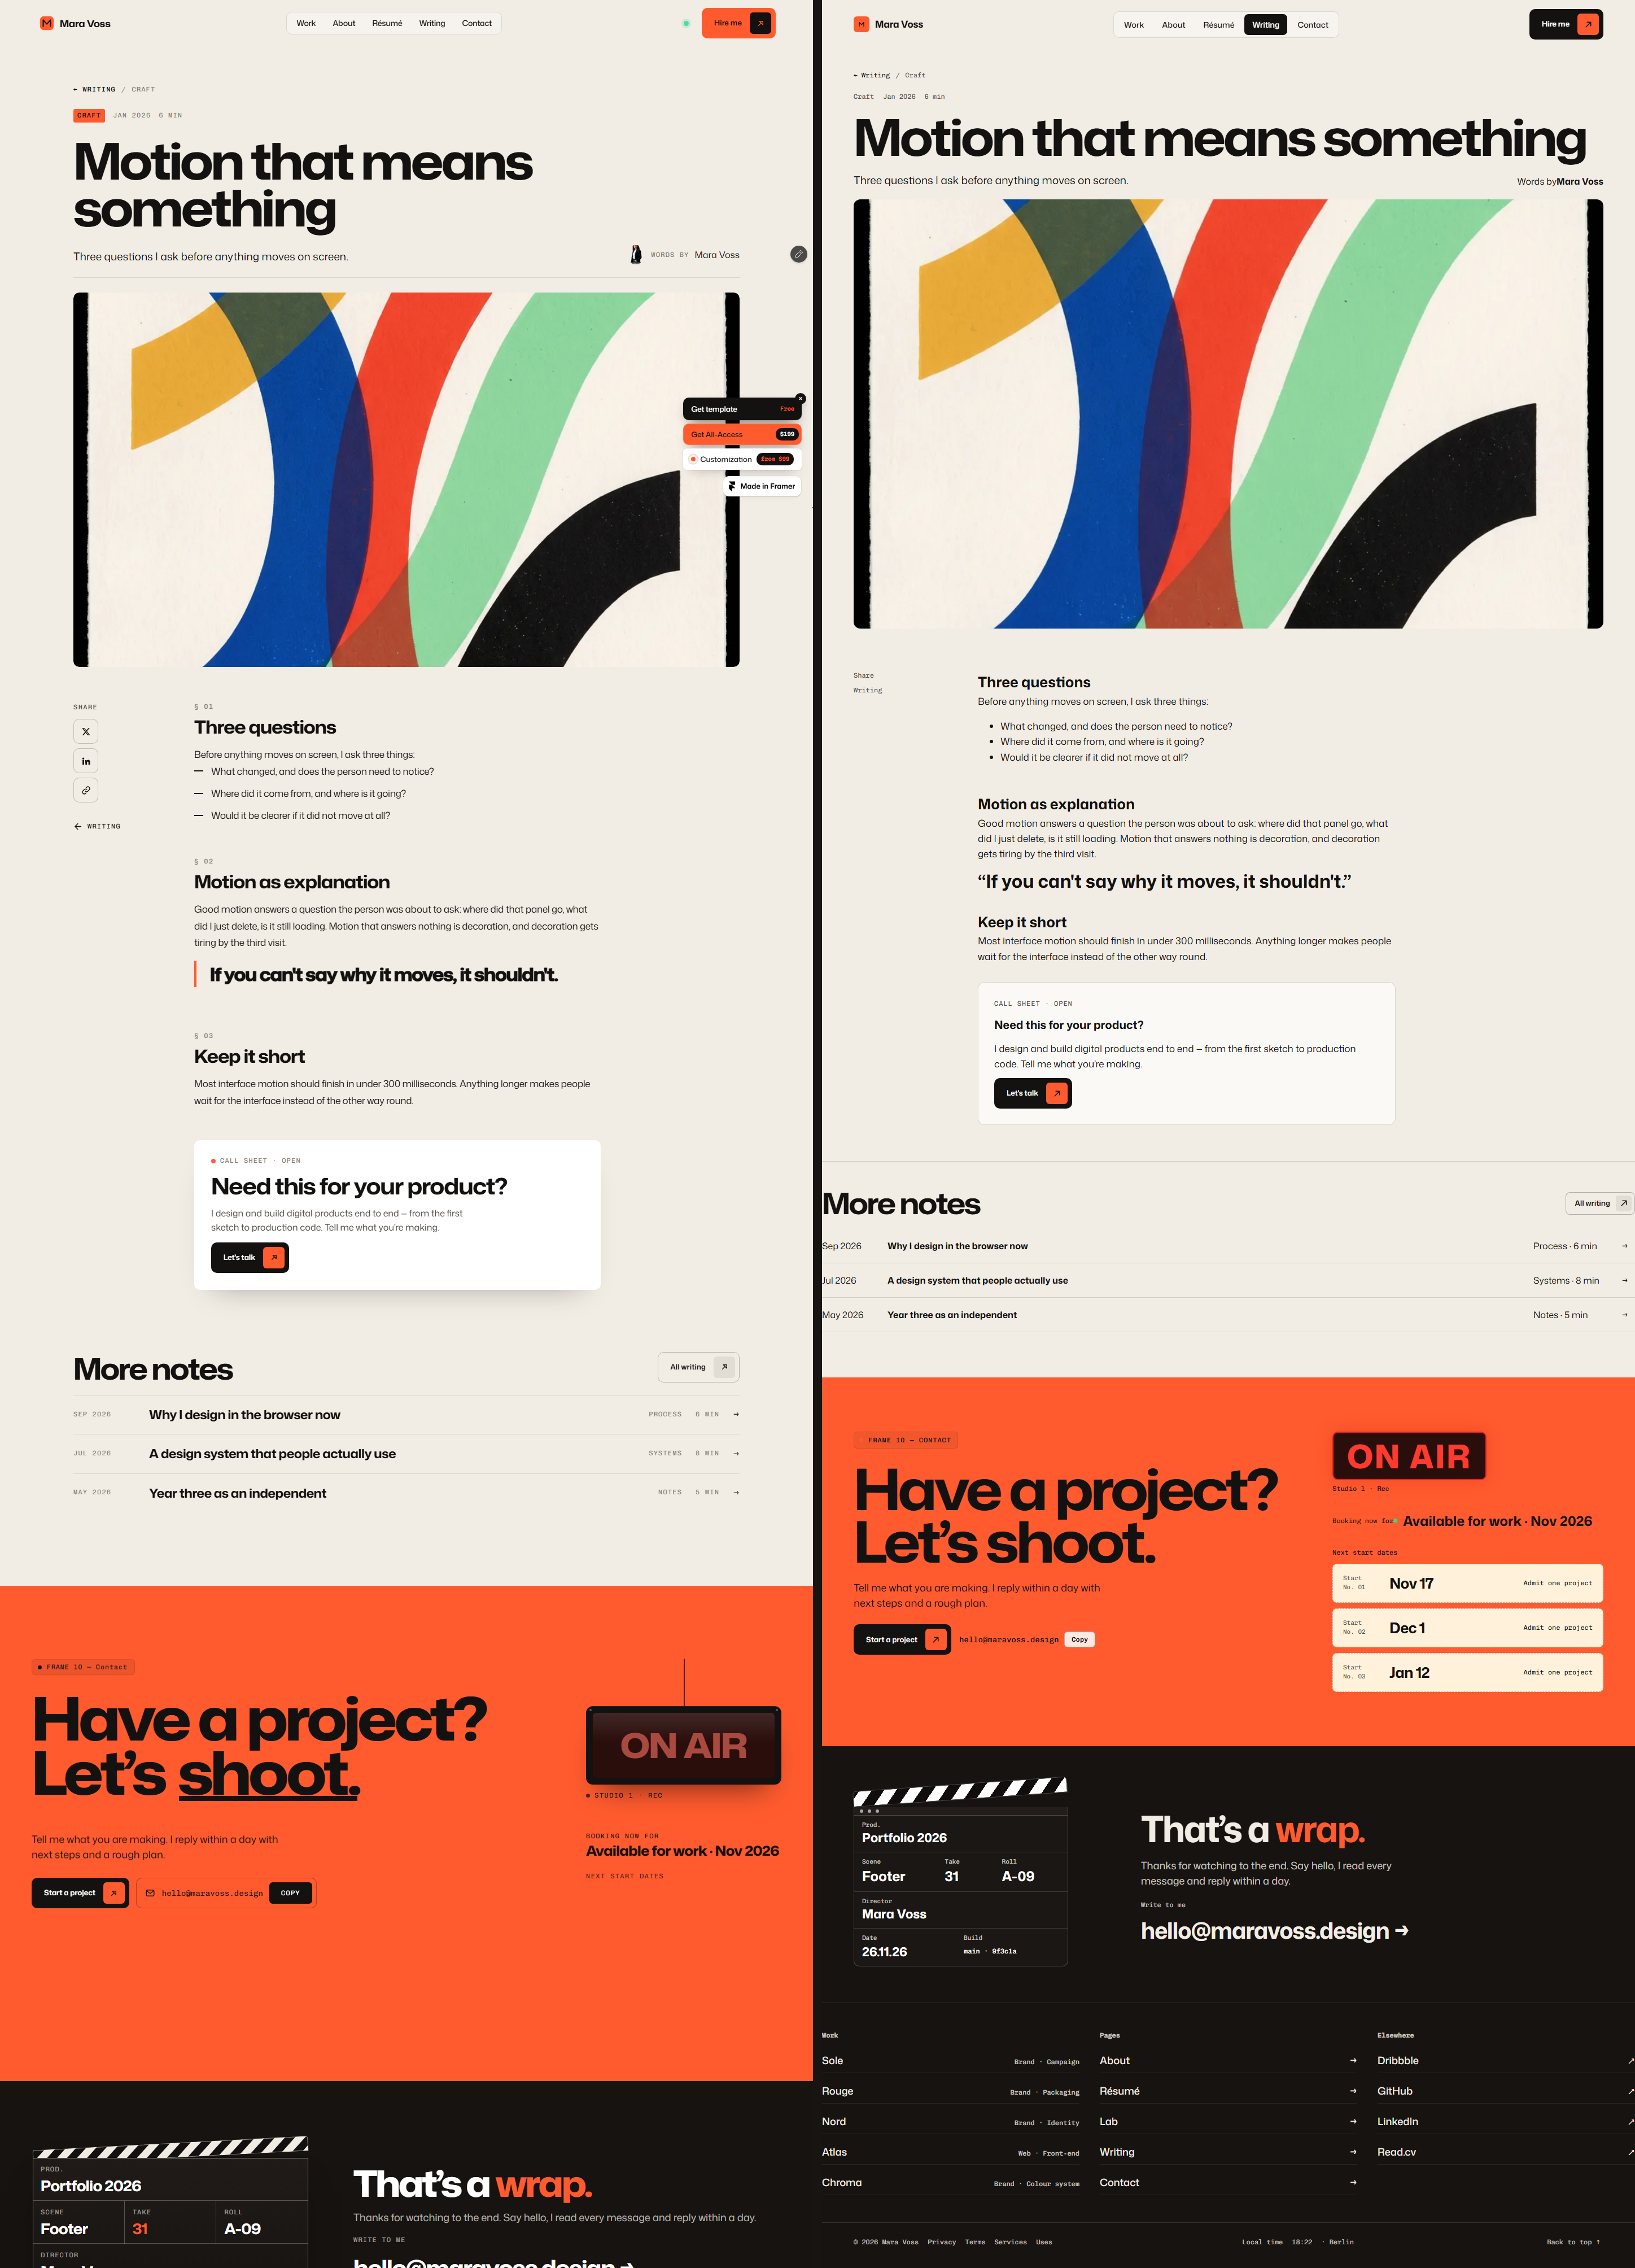 Mara Voss
Work About Résumé Writing Contact
Hire me
← WRITING / CRAFT
CRAFT JAN 2026 6 MIN
Motion that means
something
Three questions I ask before anything moves on screen.
WORDS BY Mara Voss
Get template Free
Get All-Access $199
Customization from $99
Made in Framer
SHARE
← WRITING
§ 01
Three questions
Before anything moves on screen, I ask three things:
— What changed, and does the person need to notice?
— Where did it come from, and where is it going?
— Would it be clearer if it did not move at all?
§ 02
Motion as explanation
Good motion answers a question the person was about to ask: where did that panel go, what
did I just delete, is it still loading. Motion that answers nothing is decoration, and decoration gets
tiring by the third visit.
If you can't say why it moves, it shouldn't.
§ 03
Keep it short
Most interface motion should finish in under 300 milliseconds. Anything longer makes people
wait for the interface instead of the other way round.
CALL SHEET · OPEN
Need this for your product?
I design and build digital products end to end — from the first
sketch to production code. Tell me what you're making.
Let's talk
More notes
All writing
SEP 2026 Why I design in the browser now PROCESS 6 MIN →
JUL 2026 A design system that people actually use SYSTEMS 8 MIN →
MAY 2026 Year three as an independent NOTES 5 MIN →
FRAME 10 — Contact
Have a project?
Let's shoot.
Tell me what you are making. I reply within a day with
next steps and a rough plan.
Start a project
hello@maravoss.design COPY
ON AIR
STUDIO 1 · REC
BOOKING NOW FOR
Available for work · Nov 2026
NEXT START DATES
PROD.
Portfolio 2026
SCENE TAKE ROLL
Footer 31 A-09
DIRECTOR
That's a wrap.
Thanks for watching to the end. Say hello, I read every message and reply within a day.
WRITE TO ME
Mara Voss
Work About Résumé Writing Contact
Hire me
← Writing / Craft
Craft Jan 2026 6 min
Motion that means something
Three questions I ask before anything moves on screen.
Words byMara Voss
Share
Writing
Three questions
Before anything moves on screen, I ask three things:
• What changed, and does the person need to notice?
• Where did it come from, and where is it going?
• Would it be clearer if it did not move at all?
Motion as explanation
Good motion answers a question the person was about to ask: where did that panel go, what
did I just delete, is it still loading. Motion that answers nothing is decoration, and decoration
gets tiring by the third visit.
“If you can't say why it moves, it shouldn't.”
Keep it short
Most interface motion should finish in under 300 milliseconds. Anything longer makes people
wait for the interface instead of the other way round.
CALL SHEET · OPEN
Need this for your product?
I design and build digital products end to end — from the first sketch to production
code. Tell me what you're making.
Let's talk
More notes
All writing
Sep 2026 Why I design in the browser now Process · 6 min →
Jul 2026 A design system that people actually use Systems · 8 min →
May 2026 Year three as an independent Notes · 5 min →
FRAME 10 — CONTACT
Have a project?
Let's shoot.
Tell me what you are making. I reply within a day with
next steps and a rough plan.
Start a project
hello@maravoss.design Copy
ON AIR
Studio 1 · Rec
Booking now for Available for work · Nov 2026
Next start dates
Start
No. 01
Nov 17
Admit one project
Start
No. 02
Dec 1
Admit one project
Start
No. 03
Jan 12
Admit one project
Prod.
Portfolio 2026
Scene Take Roll
Footer 31 A-09
Director
Mara Voss
Date Build
26.11.26 main · 9f3c1a
That's a wrap.
Thanks for watching to the end. Say hello, I read every
message and reply within a day.
Write to me
hello@maravoss.design →
Work
Sole Brand · Campaign
Rouge Brand · Packaging
Nord Brand · Identity
Atlas Web · Front-end
Chroma Brand · Colour system
Pages
About →
Résumé →
Lab →
Writing →
Contact →
Elsewhere
Dribbble ↗
GitHub ↗
LinkedIn ↗
Read.cv ↗
© 2026 Mara Voss Privacy Terms Services Uses
Local time 18:22 · Berlin
Back to top ↑